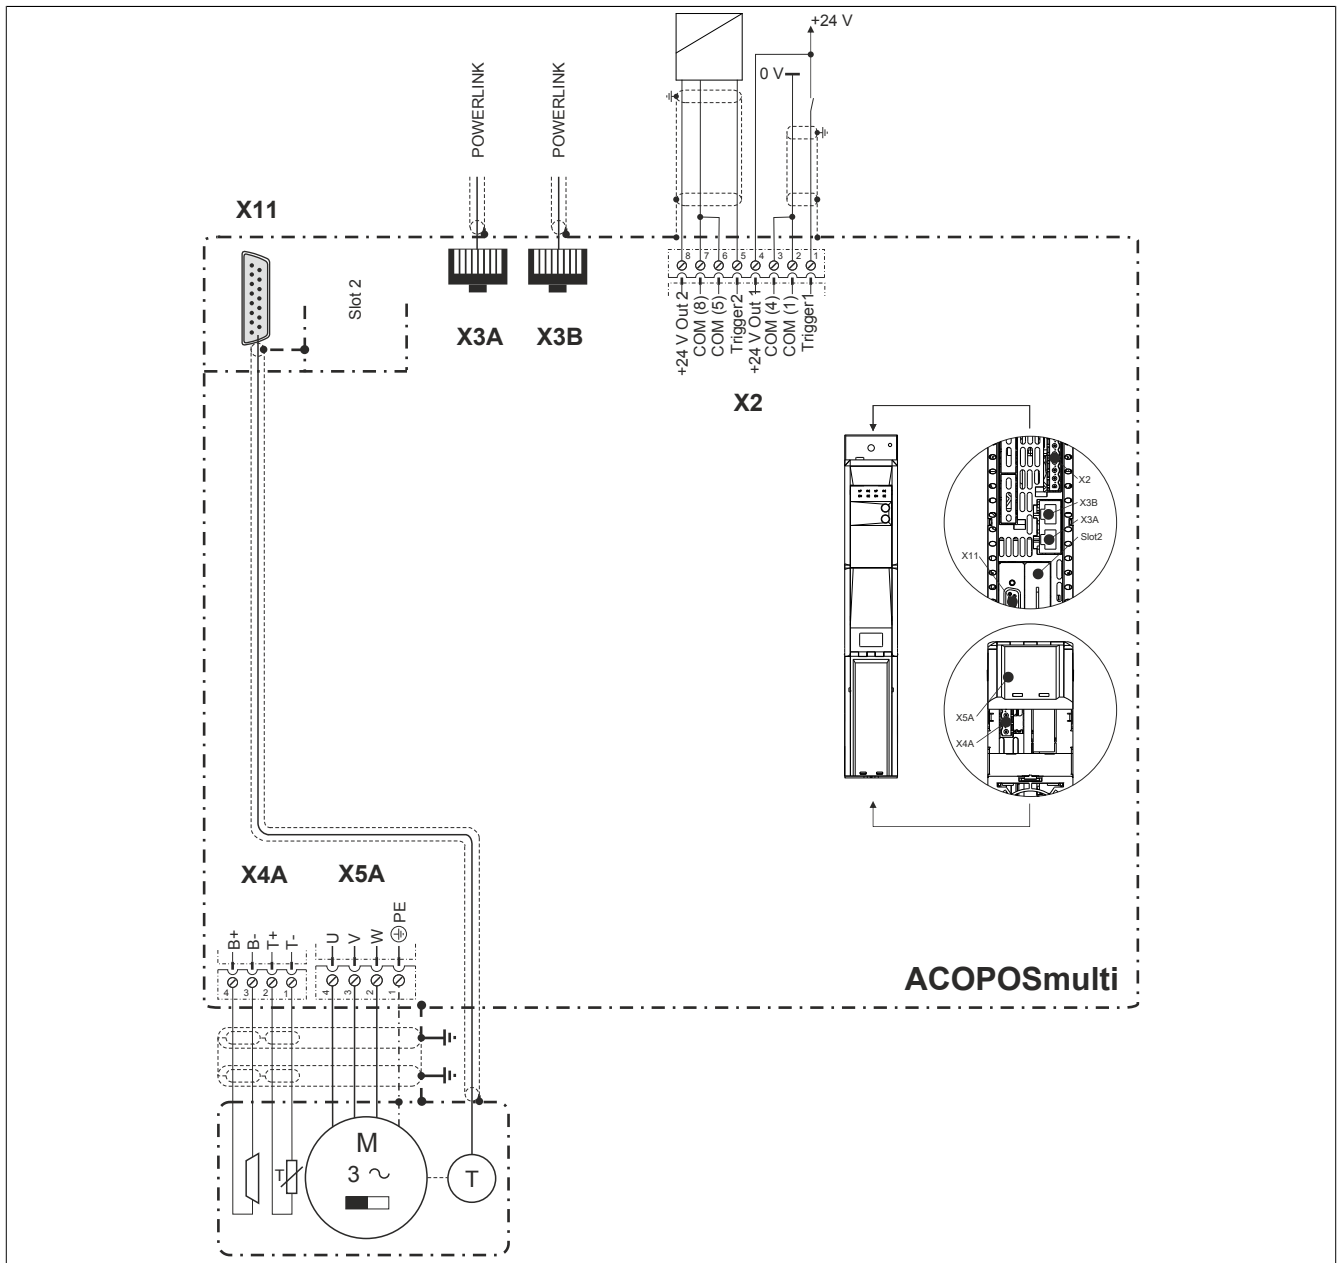 +24 V
0 V
POWERLINK
POWERLINK
X11
Slot 2
X3A
X3B
8
7
6
5
4
3
2
1
+24 V Out 2
COM (8)
COM (5)
Trigger2
+24 V Out 1
COM (4)
COM (1)
Trigger1
X2
X2
X3B
X3A
Slot2
X11
X5A
X4A
X4A
X5A
B+
B-
T+
T-
U
V
W
PE
4
3
2
1
4
3
2
1
ACOPOSmulti
M
3 ~
T
T